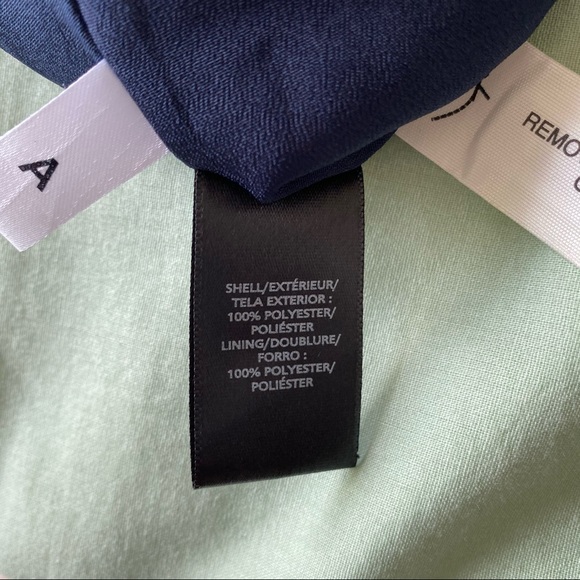 A
REMO
SHELL/EXTÉRIEUR/
TELA EXTERIOR :
100% POLYESTER/
POLIÉSTER
LINING/DOUBLURE/
FORRO :
100% POLYESTER/
POLIÉSTER